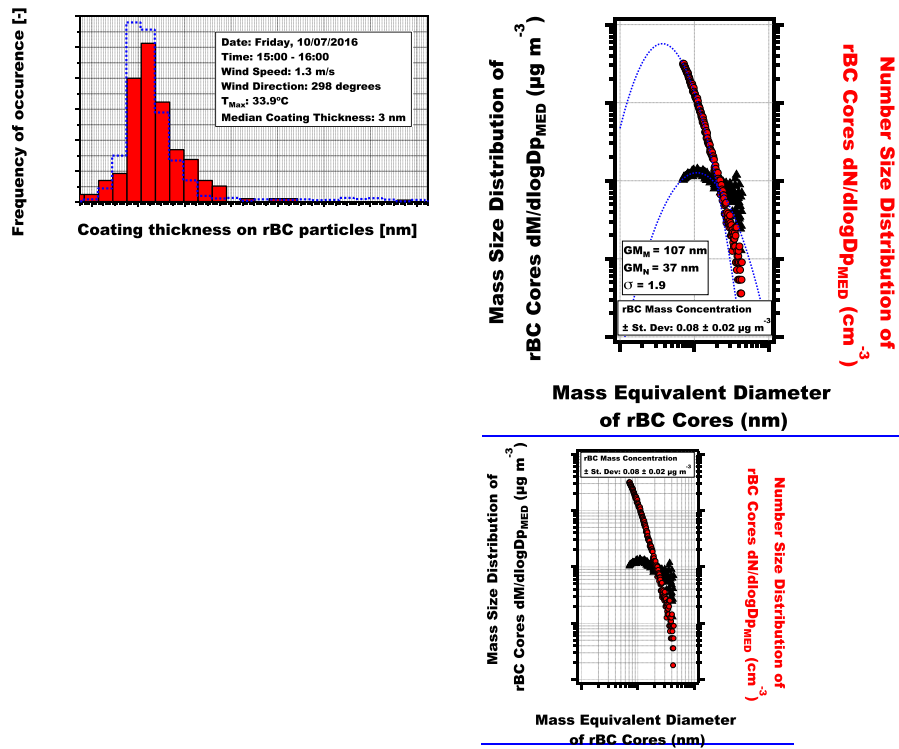 Frequency of occurence [-]
Date: Friday, 10/07/2016
Time: 15:00 - 16:00
Wind Speed: 1.3 m/s
Wind Direction: 298 degrees
TMax: 33.9ºC
Median Coating Thickness: 3 nm
Coating thickness on rBC particles [nm]
Mass Size Distribution of
rBC Cores dM/dlogDpMED (µg m-3)
GMM = 107 nm
GMN = 37 nm
σ = 1.9
rBC Mass Concentration
± St. Dev: 0.08 ± 0.02 µg m-3
Number Size Distribution of
rBC Cores dN/dlogDpMED (cm-3)
Mass Equivalent Diameter
of rBC Cores (nm)
Mass Size Distribution of
rBC Cores dM/dlogDpMED (µg m-3)
rBC Mass Concentration
± St. Dev: 0.08 ± 0.02 µg m-3
Number Size Distribution of
rBC Cores dN/dlogDpMED (cm-3)
Mass Equivalent Diameter
of rBC Cores (nm)